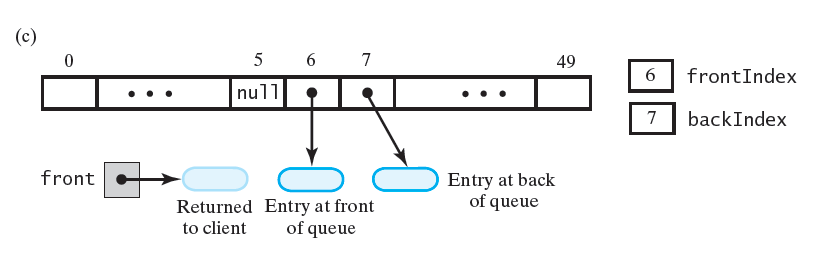 (c)
0 5 6 7 49
... null ...
6 frontIndex
7 backIndex
front
Returned
to client
Entry at front
of queue
Entry at back
of queue